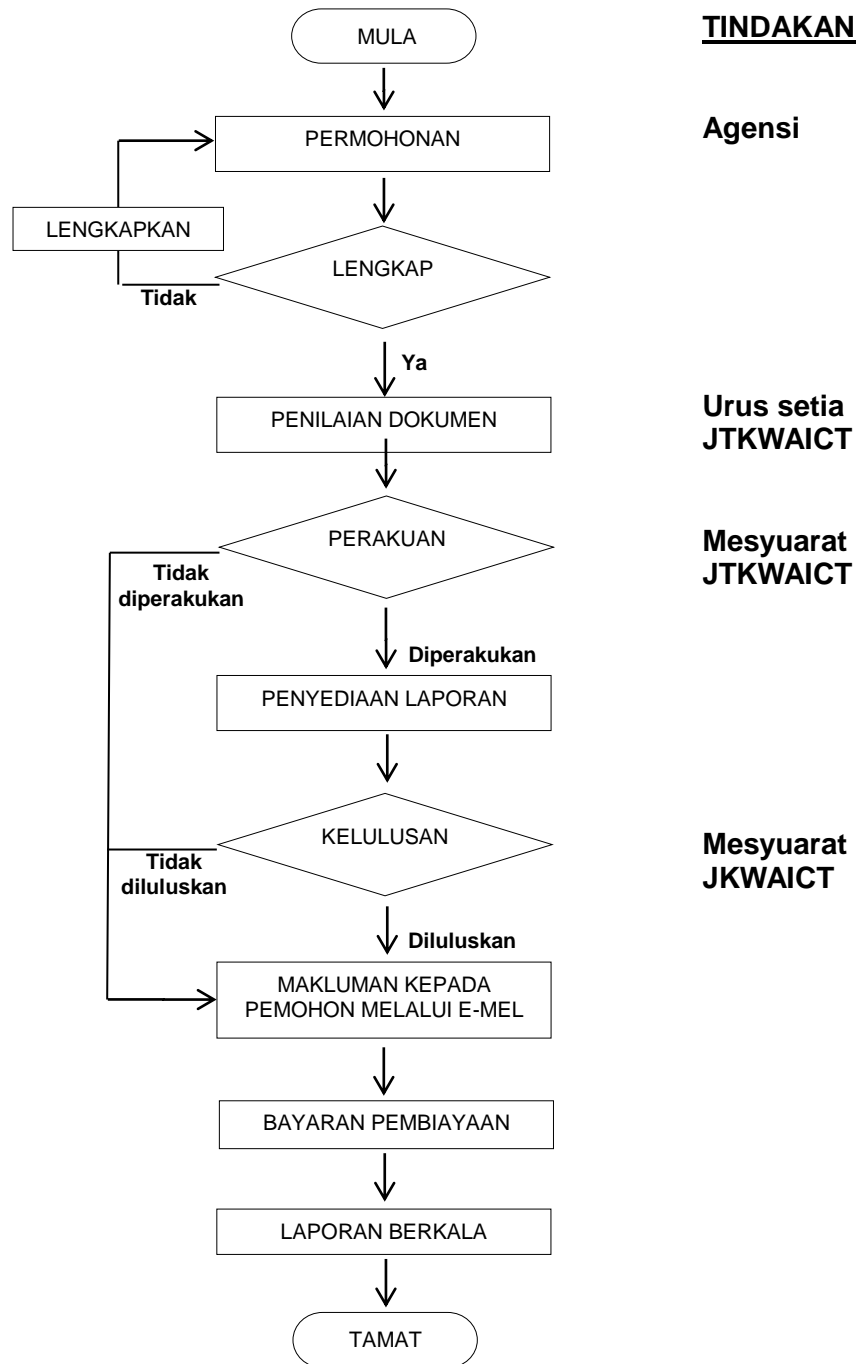 MULA
TINDAKAN
PERMOHONAN
Agensi
LENGKAPKAN
LENGKAP
Tidak
Ya
PENILAIAN DOKUMEN
Urus setia
JTKWAICT
PERAKUAN
Mesyuarat
JTKWAICT
Tidak
diperakukan
Diperakukan
PENYEDIAAN LAPORAN
KELULUSAN
Mesyuarat
JKWAICT
Tidak
diluluskan
Diluluskan
MAKLUMAN KEPADA
PEMOHON MELALUI E-MEL
BAYARAN PEMBIAYAAN
LAPORAN BERKALA
TAMAT